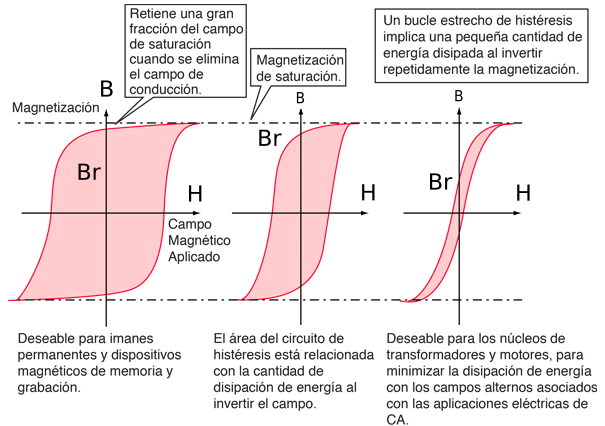 Retiene una gran
fracción del campo
de saturación
cuando se elimina
el campo de
conducción.
Magnetización
de saturación.
Un bucle estrecho de histéresis
implica una pequeña cantidad de
energía disipada al invertir
repetidamente la magnetización.
B
Magnetización
Br
H
Campo
Magnético
Aplicado
B
Br
H
B
Br
H
Deseable para imanes
permanentes y dispositivos
magnéticos de memoria y
grabación.
El área del circuito de
histéresis está relacionada
con la cantidad de
disipación de energía al
invertir el campo.
Deseable para los núcleos de
transformadores y motores, para
minimizar la disipación de energía
con los campos alternos asociados
con las aplicaciones eléctricas de
CA.